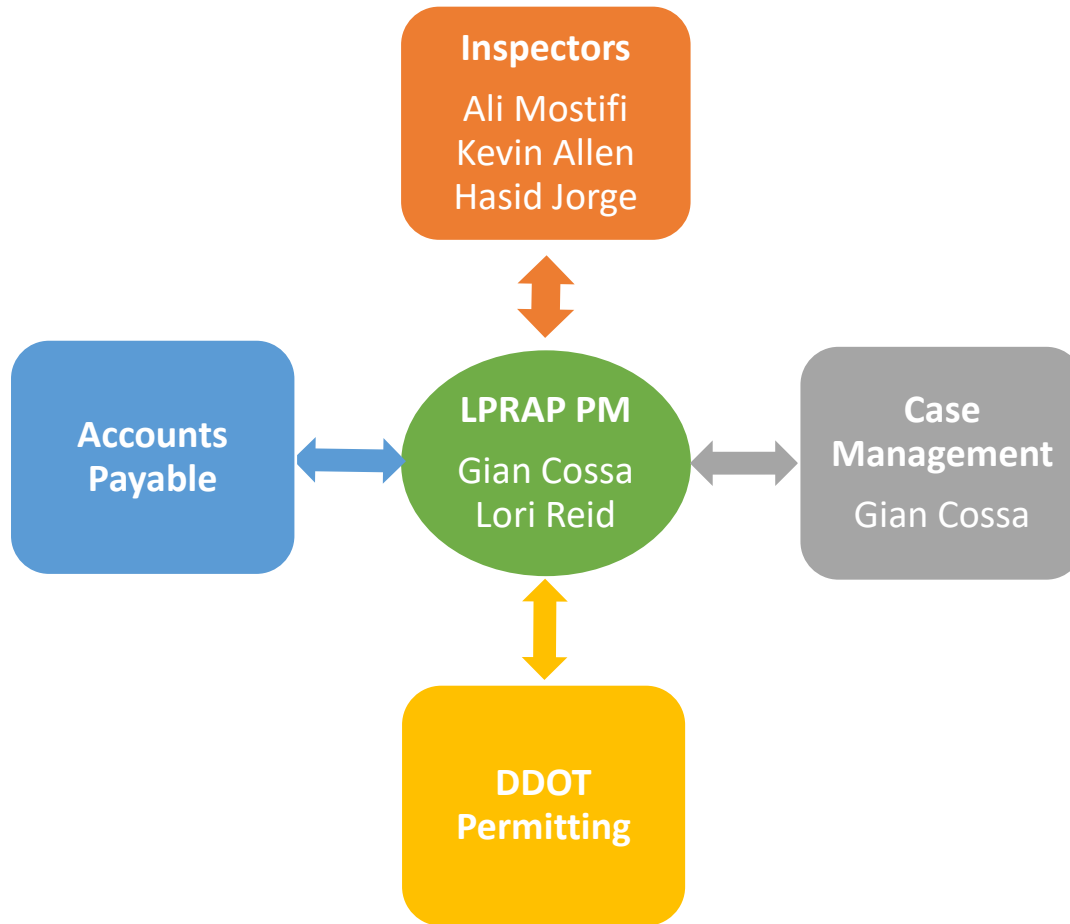 Inspectors
Ali Mostifi
Kevin Allen
Hasid Jorge
Accounts
Payable
LPRAP PM
Gian Cossa
Lori Reid
Case
Management
Gian Cossa
DDOT
Permitting